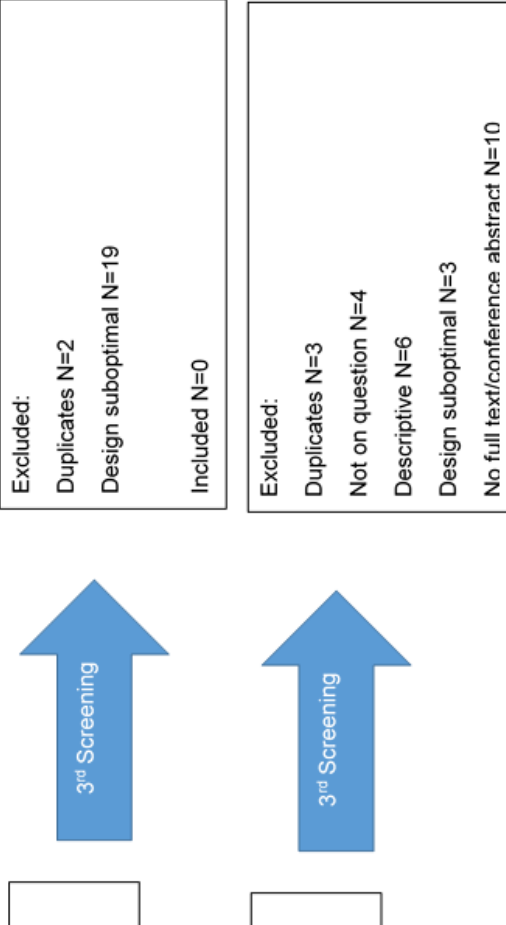 3rd Screening
Excluded:
Duplicates N=2
Design suboptimal N=19
Included N=0
3rd Screening
Excluded:
Duplicates N=3
Not on question N=4
Descriptive N=6
Design suboptimal N=3
No full text/conference abstract N=10